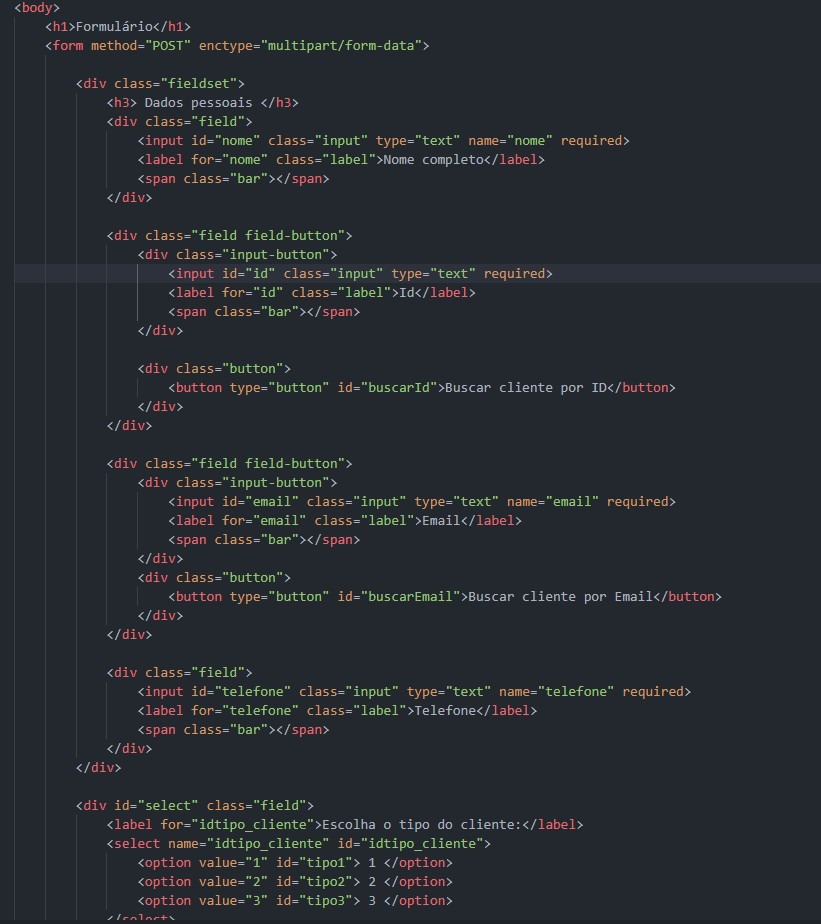 <body>
<h1>Formulário</h1>
<form method="POST" enctype="multipart/form-data">
<div class="fieldset">
<h3> Dados pessoais </h3>
<div class="field">
<input id="nome" class="input" type="text" name="nome" required>
<label for="nome" class="label">Nome completo</label>
<span class="bar"></span>
</div>
<div class="field field-button">
<div class="input-button">
<input id="id" class="input" type="text" required>
<label for="id" class="label">Id</label>
<span class="bar"></span>
</div>
<div class="button">
<button type="button" id="buscarId">Buscar cliente por ID</button>
</div>
</div>
<div class="field field-button">
<div class="input-button">
<input id="email" class="input" type="text" name="email" required>
<label for="email" class="label">Email</label>
<span class="bar"></span>
</div>
<div class="button">
<button type="button" id="buscarEmail">Buscar cliente por Email</button>
</div>
</div>
<div class="field">
<input id="telefone" class="input" type="text" name="telefone" required>
<label for="telefone" class="label">Telefone</label>
<span class="bar"></span>
</div>
</div>
<div id="select" class="field">
<label for="idtipo_cliente">Escolha o tipo do cliente:</label>
<select name="idtipo_cliente" id="idtipo_cliente">
<option value="1" id="tipo1"> 1 </option>
<option value="2" id="tipo2"> 2 </option>
<option value="3" id="tipo3"> 3 </option>
</select>